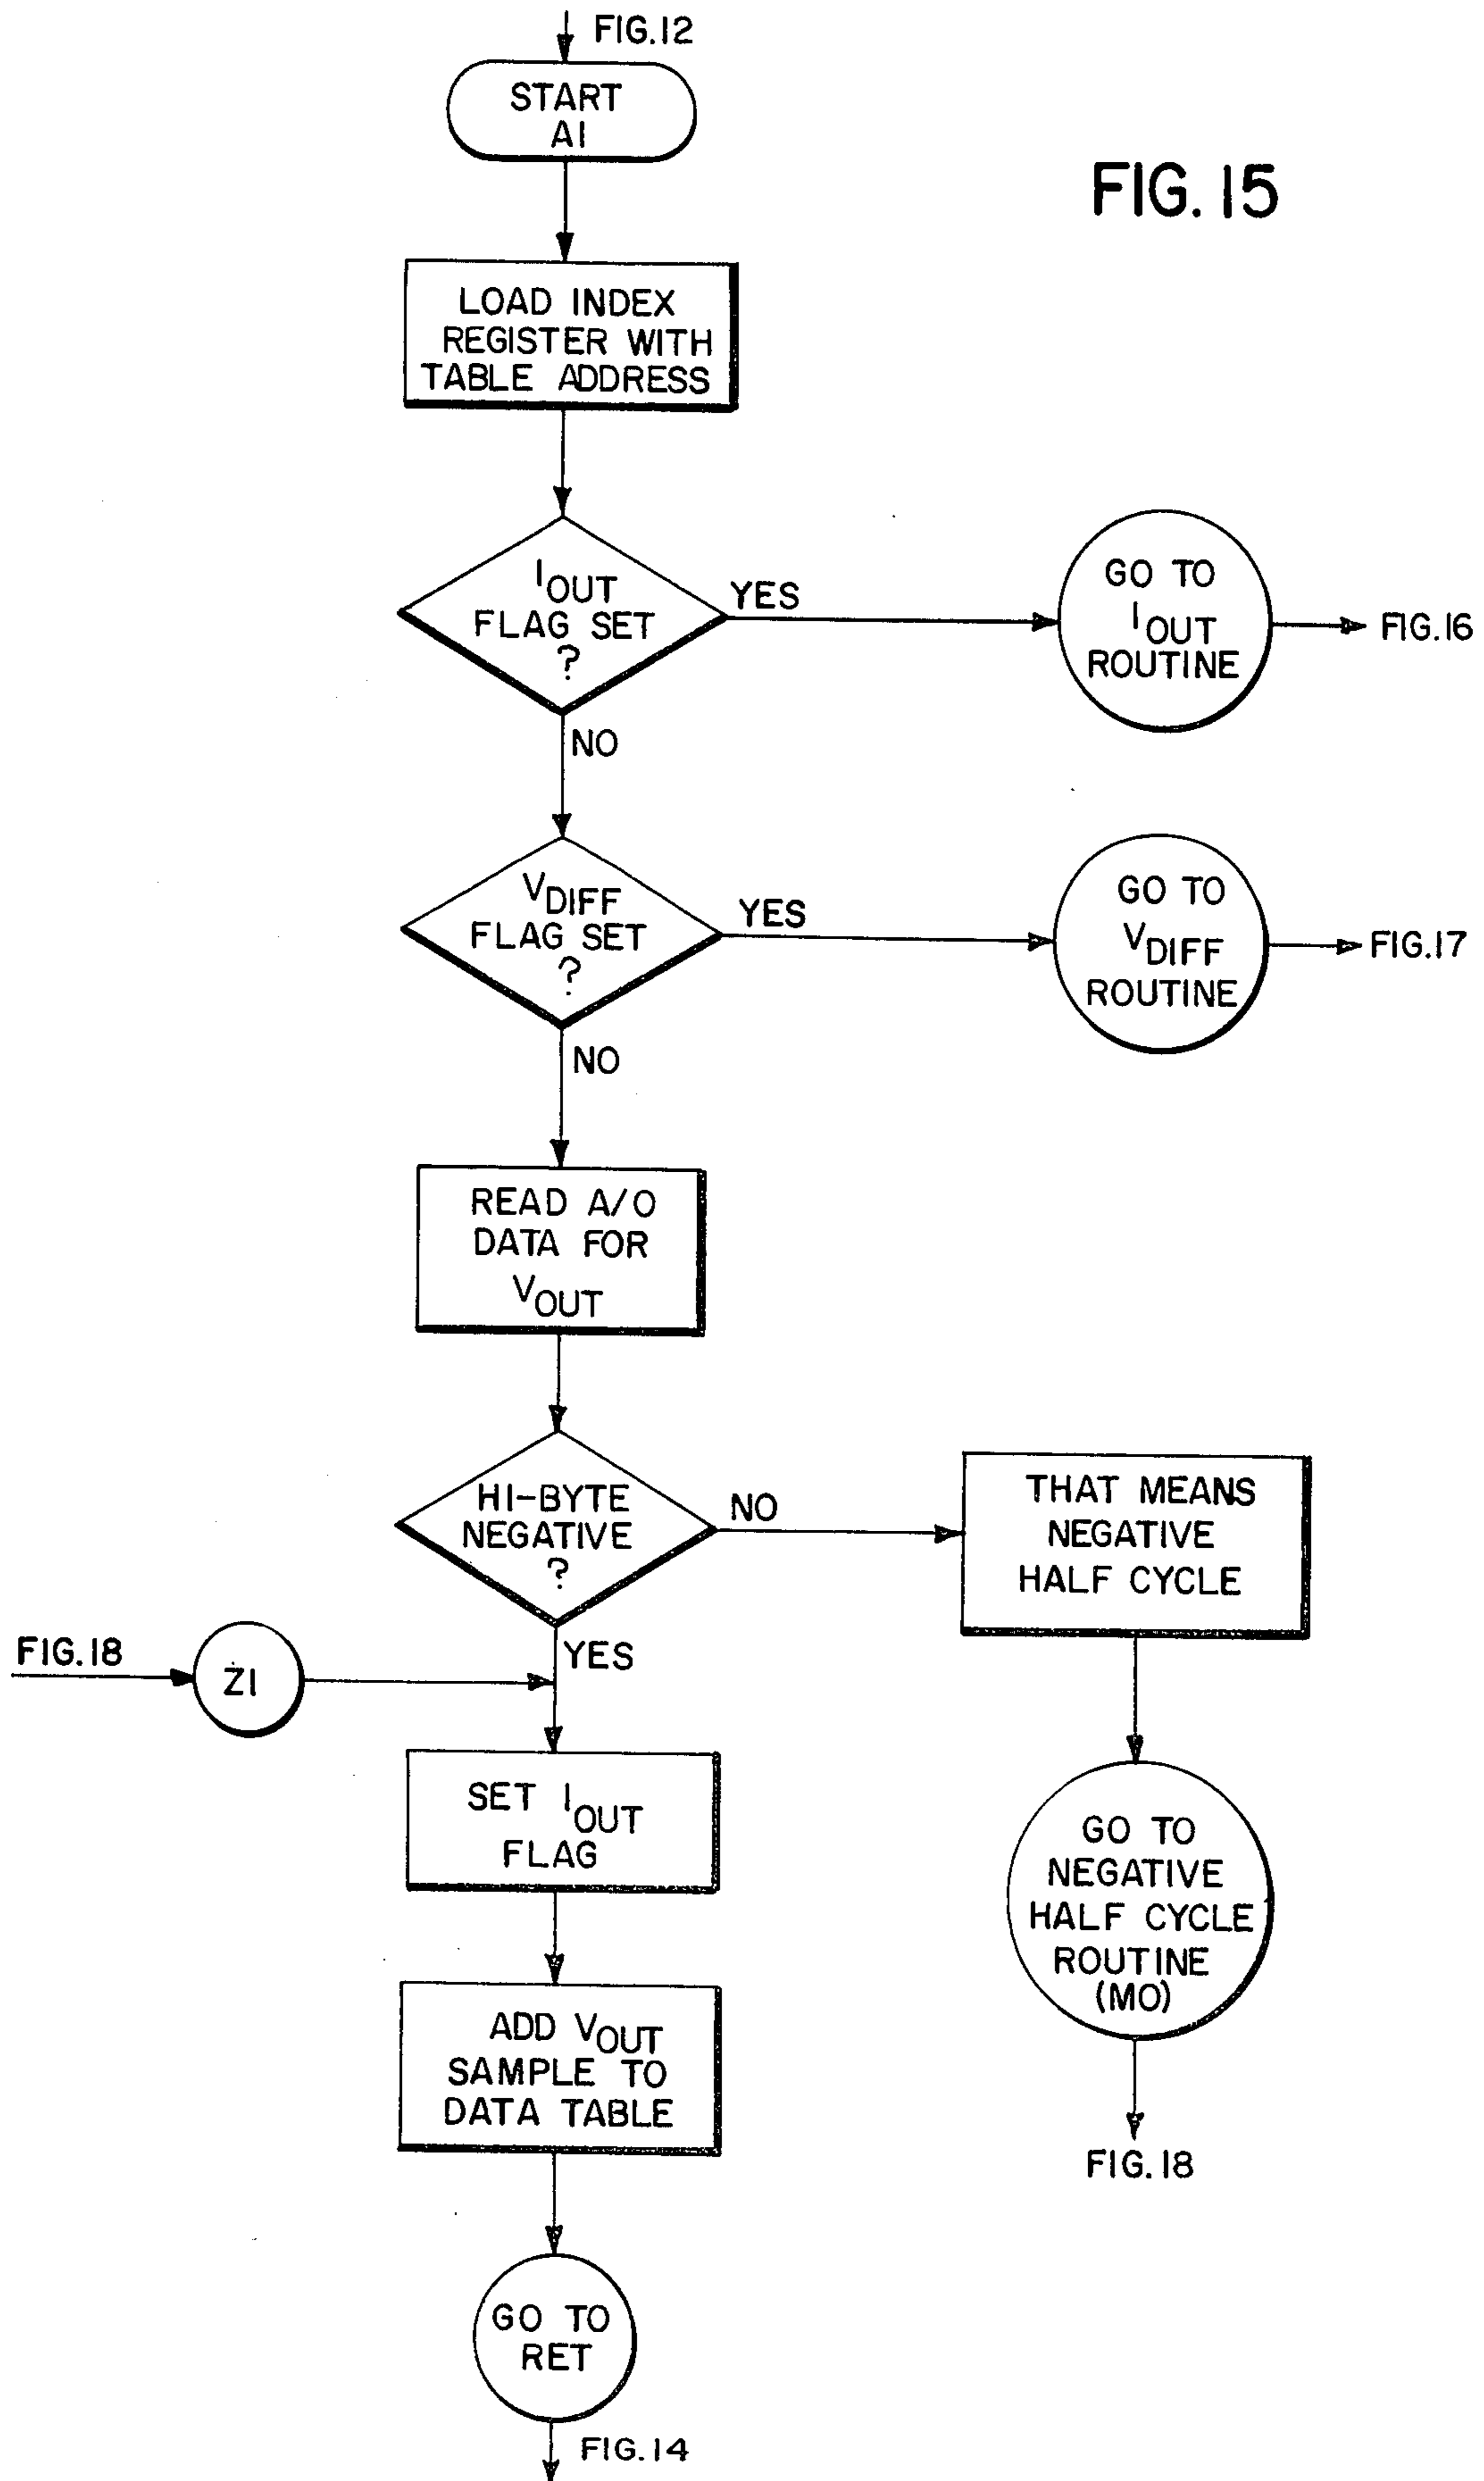 FIG.12
START
A1
FIG. 15
LOAD INDEX
REGISTER WITH
TABLE ADDRESS
IOUT
FLAG SET
?
YES
GO TO
IOUT
ROUTINE
FIG.16
NO
VDIFF
FLAG SET
?
YES
GO TO
VDIFF
ROUTINE
FIG.17
NO
READ A/O
DATA FOR
VOUT
HI-BYTE
NEGATIVE
?
NO
THAT MEANS
NEGATIVE
HALF CYCLE
YES
FIG.18
Z1
SET IOUT
FLAG
GO TO
NEGATIVE
HALF CYCLE
ROUTINE
(MO)
FIG.18
ADD VOUT
SAMPLE TO
DATA TABLE
GO TO
RET
FIG.14